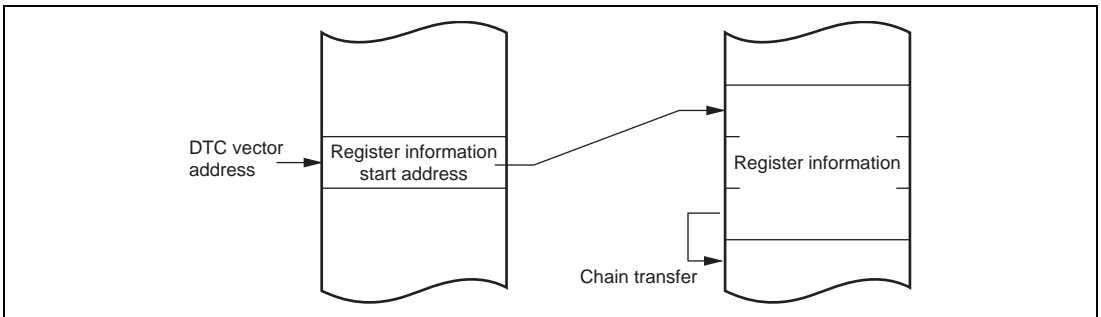 DTC vector
address
Register information
start address
Register information
Chain transfer